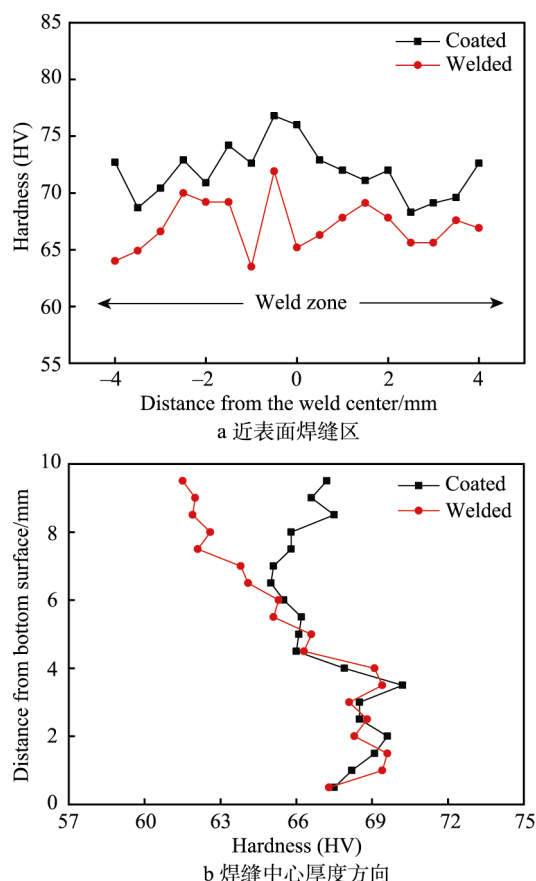 85
80
75
70
65
60
55
Hardness (HV)
Coated
Welded
Weld zone
–4
–2
0
2
4
Distance from the weld center/mm
a 近表面焊缝区
10
8
6
4
2
0
Distance from bottom surface/mm
Coated
Welded
57
60
63
66
69
72
75
Hardness (HV)
b 焊缝中心厚度方向